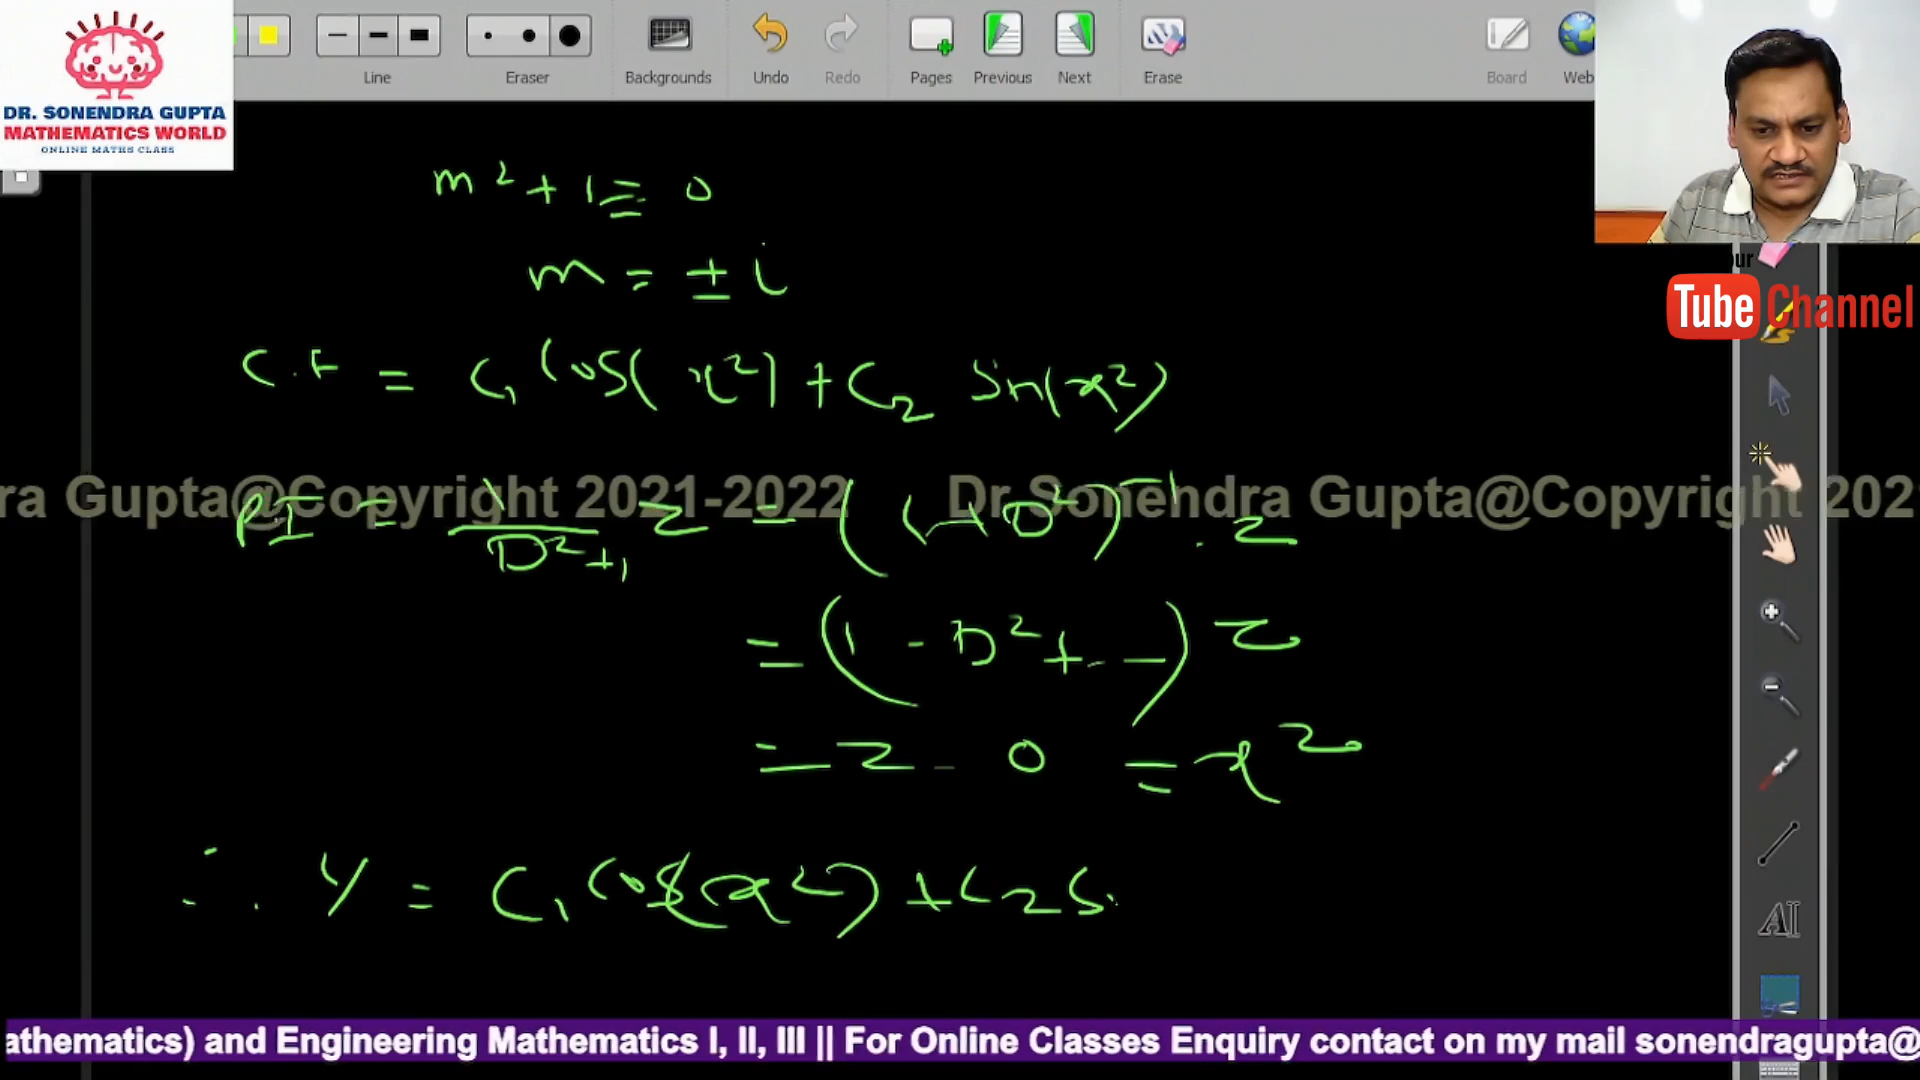 Line
Eraser
Backgrounds
Undo
Redo
Pages
Previous
Next
Erase
Board
Web
DR. SONENDRA GUPTA
MATHEMATICS WORLD
ONLINE MATHS CLASS
our
Tube Channel
m² + 1 = 0
m = ± i
C.F = C₁ cos(x²) + C₂ sin(x²)
ra Gupta@Copyright 2021-2022 Dr.Sonendra Gupta@Copyright 202
PI = 1/(D²+1) z = (1+D²)⁻¹ . z
= (1 - D² + - -) z
= z - 0 = x²
∴ y = C₁ cos(x²) + C₂ s
AI
athematics) and Engineering Mathematics I, II, III || For Online Classes Enquiry contact on my mail sonendragupta@